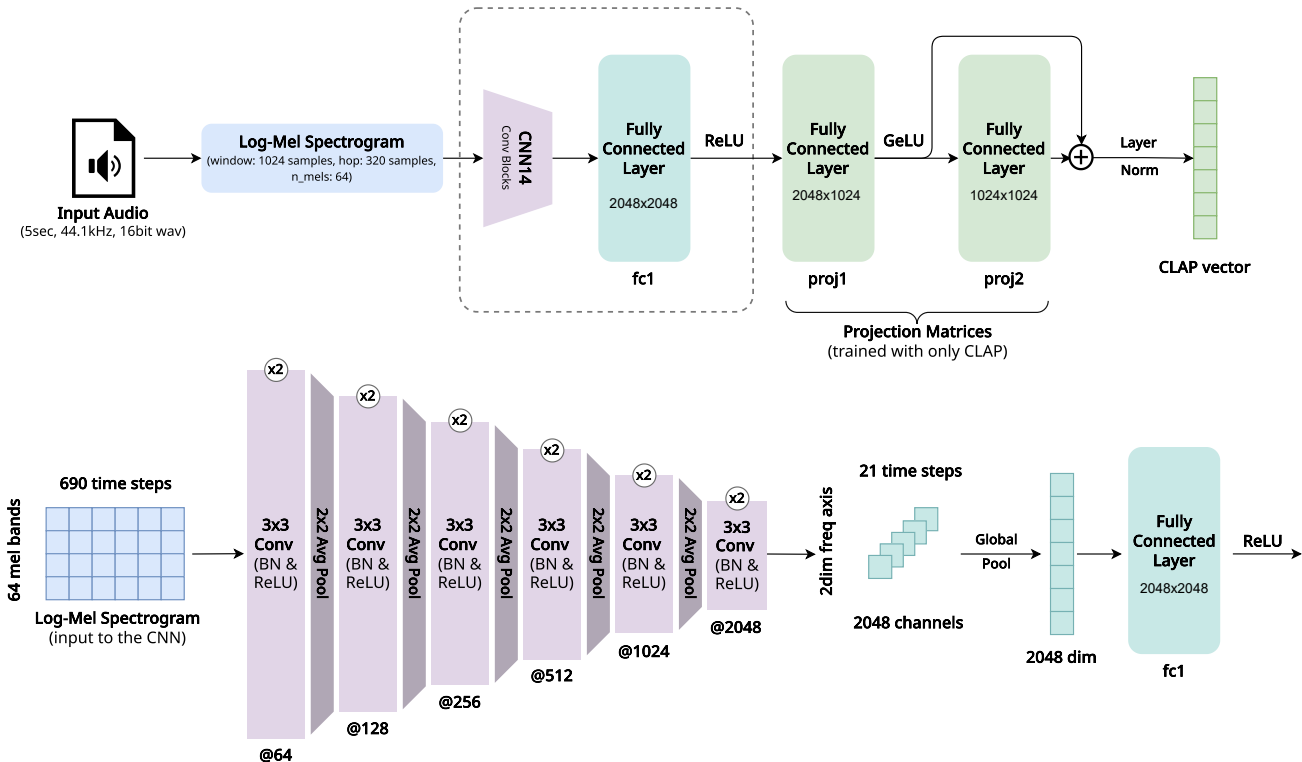 Input Audio
(5sec, 44.1kHz, 16bit wav)
Log-Mel Spectrogram
(window: 1024 samples, hop: 320 samples,
n_mels: 64)
CNN14
Conv Blocks
Fully
Connected
Layer
2048x2048
fc1
ReLU
Fully
Connected
Layer
2048x1024
proj1
GeLU
Fully
Connected
Layer
1024x1024
proj2
Layer
Norm
CLAP vector
Projection Matrices
(trained with only CLAP)
64 mel bands
690 time steps
Log-Mel Spectrogram
(input to the CNN)
x2
3x3
Conv
(BN &
ReLU)
@64
2x2 Avg Pool
x2
3x3
Conv
(BN &
ReLU)
@128
2x2 Avg Pool
x2
3x3
Conv
(BN &
ReLU)
@256
2x2 Avg Pool
x2
3x3
Conv
(BN &
ReLU)
@512
2x2 Avg Pool
x2
3x3
Conv
(BN &
ReLU)
@1024
2x2 Avg Pool
x2
3x3
Conv
(BN &
ReLU)
@2048
2dim freq axis
21 time steps
2048 channels
Global
Pool
2048 dim
Fully
Connected
Layer
2048x2048
fc1
ReLU